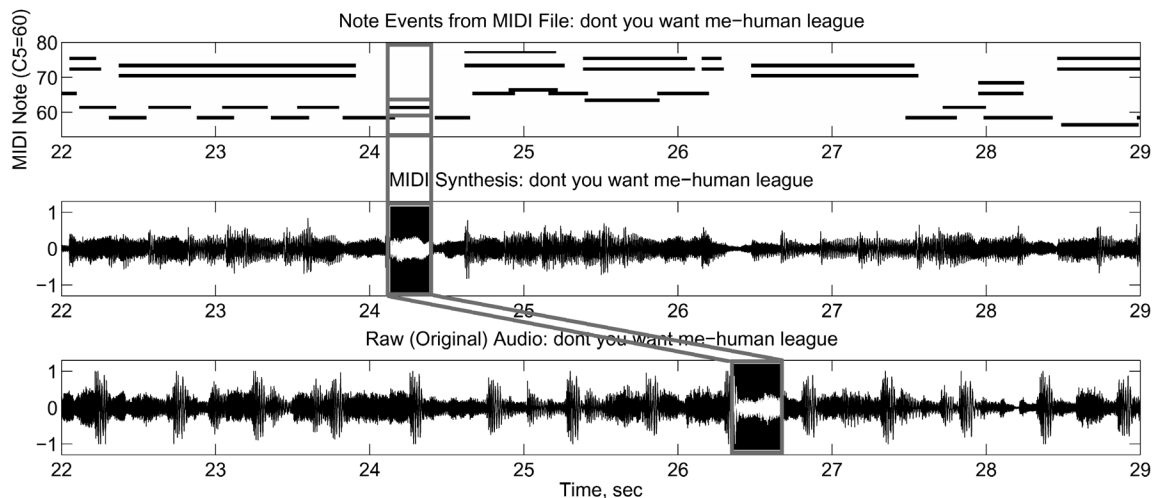 Note Events from MIDI File: dont you want me−human league
MIDI Note (C5=60)
80
70
60
22 23 24 25 26 27 28 29
MIDI Synthesis: dont you want me−human league
1
0
−1
22 23 24 25 26 27 28 29
Raw (Original) Audio: dont you want me−human league
1
0
−1
22 23 24 25 26 27 28 29
Time, sec